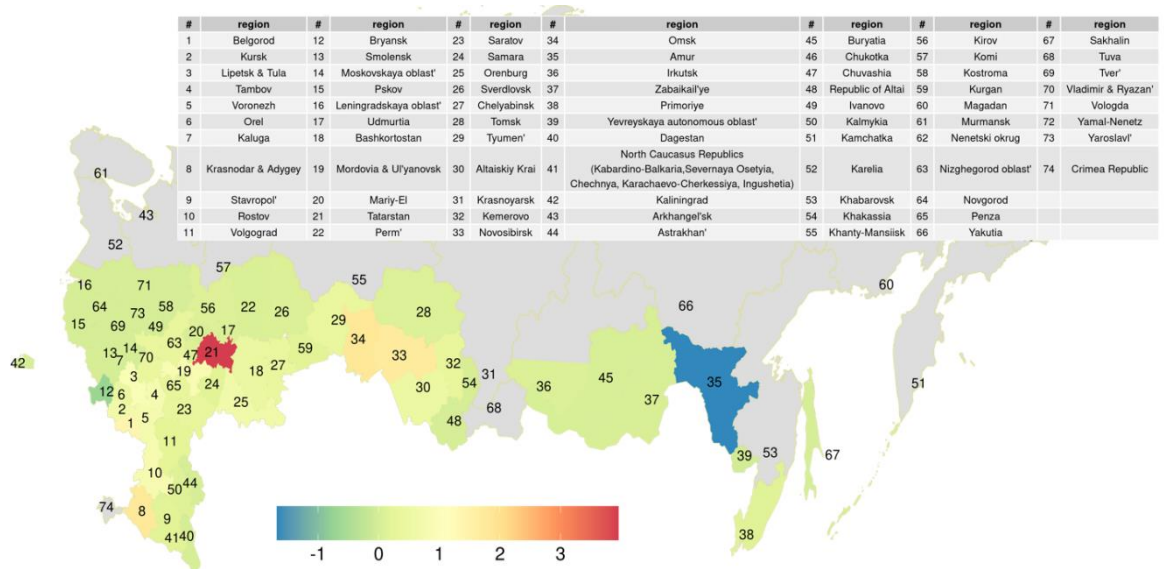 # region # region # region # region # region # region # region
1 Belgorod 12 Bryansk 23 Saratov 34 Omsk 45 Buryatia 56 Kirov 67 Sakhalin
2 Kursk 13 Smolensk 24 Samara 35 Amur 46 Chukotka 57 Komi 68 Tuva
3 Lipetsk & Tula 14 Moskovskaya oblast' 25 Orenburg 36 Irkutsk 47 Chuvashia 58 Kostroma 69 Tver'
4 Tambov 15 Pskov 26 Sverdlovsk 37 Zabaikail'ye 48 Republic of Altai 59 Kurgan 70 Vladimir & Ryazan'
5 Voronezh 16 Leningradskaya oblast' 27 Chelyabinsk 38 Primoriye 49 Ivanovo 60 Magadan 71 Vologda
6 Orel 17 Udmurtia 28 Tomsk 39 Yevreyskaya autonomous oblast' 50 Kalmykia 61 Murmansk 72 Yamal-Nenetz
7 Kaluga 18 Bashkortostan 29 Tyumen' 40 Dagestan 51 Kamchatka 62 Nenetski okrug 73 Yaroslavl'
North Caucasus Republics
8 Krasnodar & Adygey 19 Mordovia & Ul'yanovsk 30 Altaiskiy Krai 41 (Kabardino-Balkaria,Severnaya Osetyia, 52 Karelia 63 Nizhghegorod oblast' 74 Crimea Republic
Chechnya, Karachaevo-Cherkessiya, Ingushetia)
9 Stavropol' 20 Mariy-El 31 Krasnoyarsk 42 Kaliningrad 53 Khabarovsk 64 Novgorod
10 Rostov 21 Tatarstan 32 Kemerovo 43 Arkhangel'sk 54 Khakassia 65 Penza
11 Volgograd 22 Perm' 33 Novosibirsk 44 Astrakhan' 55 Khanty-Mansiisk 66 Yakutia
61
43
52
57
55
60
66
16 71
64 73 58 56 22 26 28
15 69 49 20 17 29
13 14 63 34
7 70 47 21 59 33 32
42
3 19 18 27 31
12 6 4 65 24 30 54 68 36 45 35 51
2 5 23 25 37
1 48
11
10 39 53 67
50 44
74 8 9
41 40 38
-1 0 1 2 3